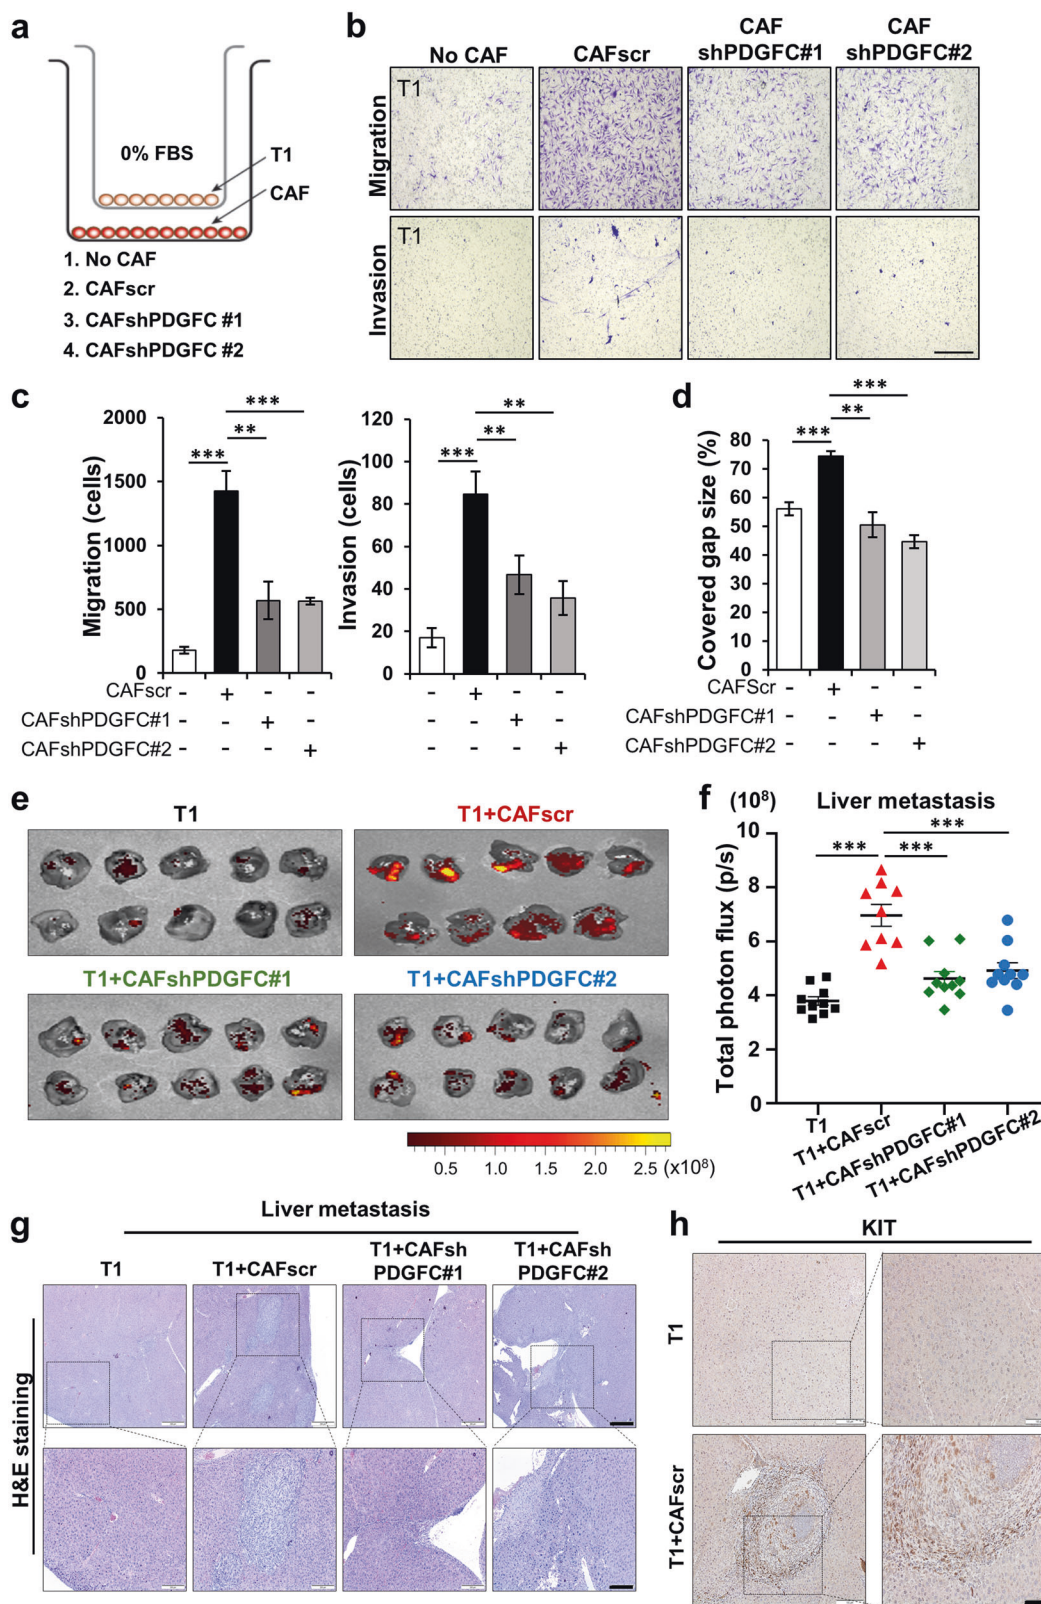 a
0% FBS
T1
CAF
1. No CAF
2. CAFscr
3. CAFshPDGFC #1
4. CAFshPDGFC #2
b
No CAF
CAFscr
CAF
shPDGFC#1
CAF
shPDGFC#2
Migration
T1
Invasion
T1
c
Migration (cells)
2000
1500
1000
500
0
***
**
***
Invasion (cells)
120
100
80
60
40
20
0
***
**
**
CAFscr - + - - - + - -
CAFshPDGFC#1 - - + - - - + -
CAFshPDGFC#2 - - - + - - - +
d
Covered gap size (%)
80
70
60
50
40
30
20
10
0
***
**
***
CAFScr - + - -
CAFshPDGFC#1 - - + -
CAFshPDGFC#2 - - - +
e
T1
T1+CAFscr
T1+CAFshPDGFC#1
T1+CAFshPDGFC#2
0.5 1.0 1.5 2.0 2.5 (x10⁸)
f
(10⁸)
Liver metastasis
Total photon flux (p/s)
10
8
6
4
2
0
***
***
***
T1
T1+CAFscr
T1+CAFshPDGFC#1
T1+CAFshPDGFC#2
g
Liver metastasis
T1
T1+CAFscr
T1+CAFsh
PDGFC#1
T1+CAFsh
PDGFC#2
H&E staining
h
KIT
T1
T1+CAFscr